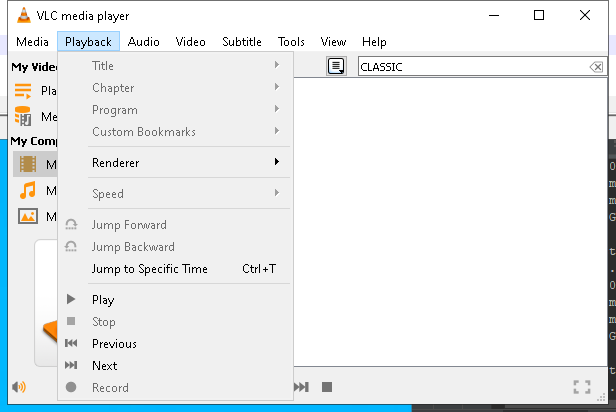 VLC media player
Media Playback Audio Video Subtitle Tools View Help
My Video
CLASSIC
Pla
Me
My Comp
M
M
M
Title
Chapter
Program
Custom Bookmarks
Renderer
Speed
Jump Forward
Jump Backward
Jump to Specific Time Ctrl+T
Play
Stop
Previous
Next
Record